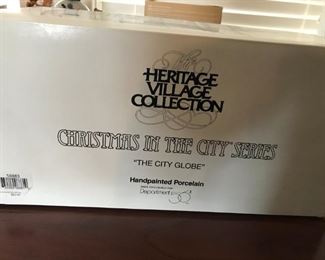 The
HERITAGE
VILLAGE
COLLECTION
CHRISTMAS IN THE CITY SERIES
"THE CITY GLOBE"
Handpainted Porcelain
Department 56